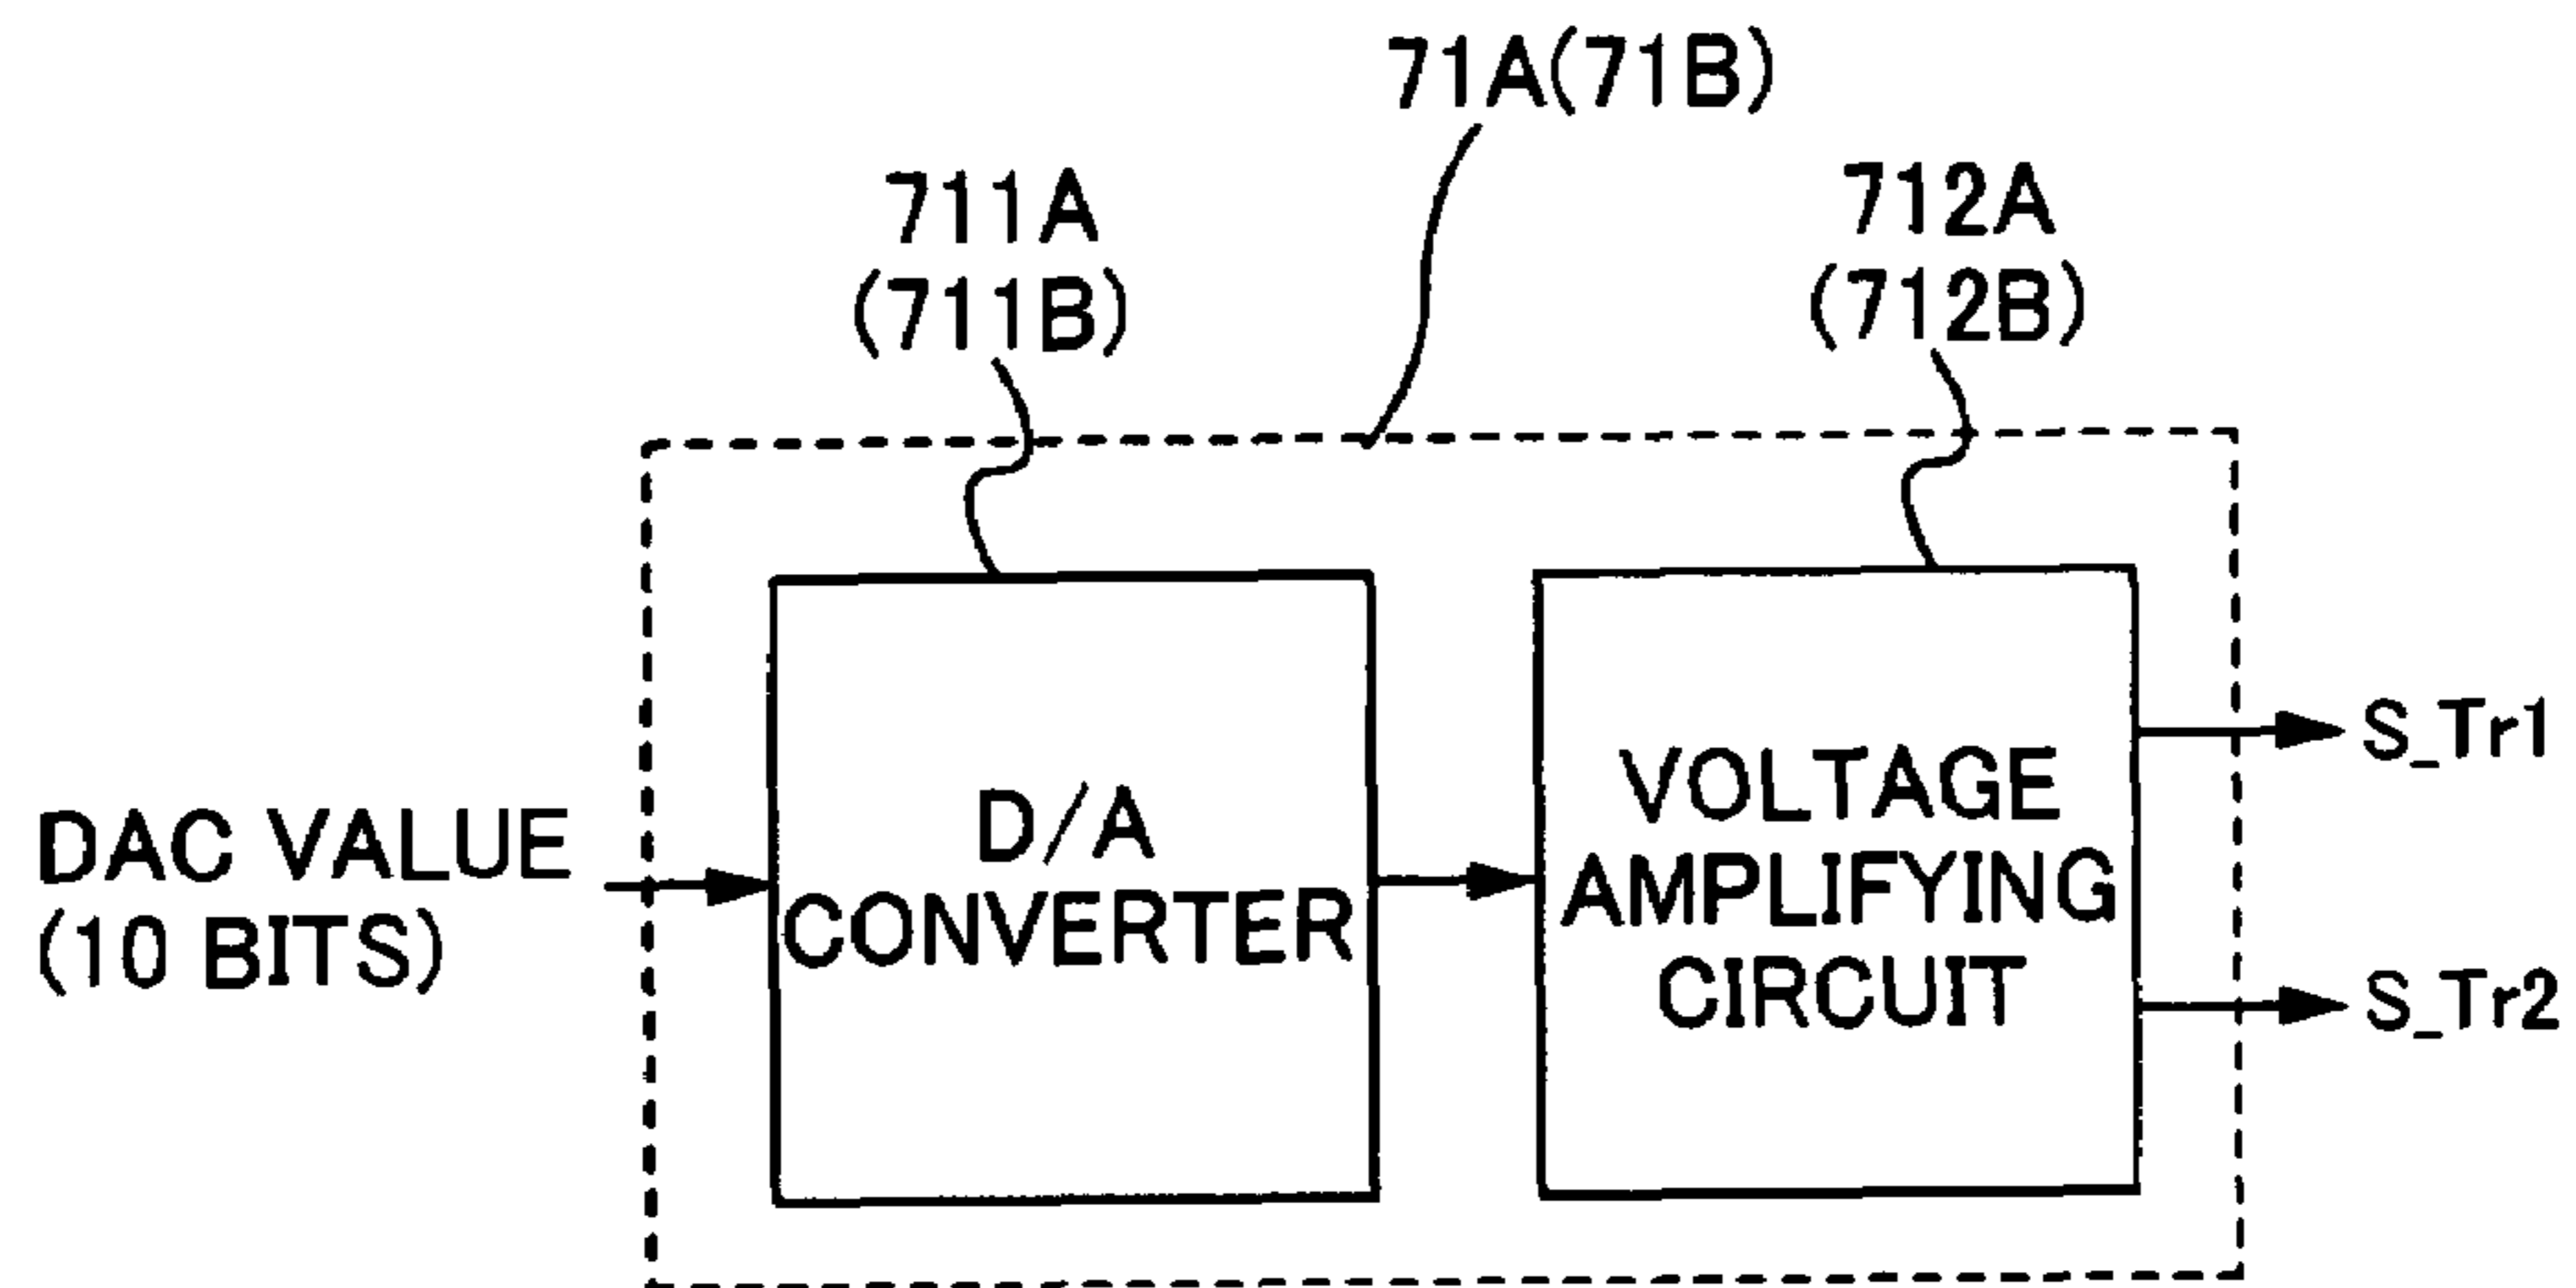 71A(71B)
711A
(711B)
712A
(712B)
DAC VALUE
(10 BITS)
D/A
CONVERTER
VOLTAGE
AMPLIFYING
CIRCUIT
S_Tr1
S_Tr2